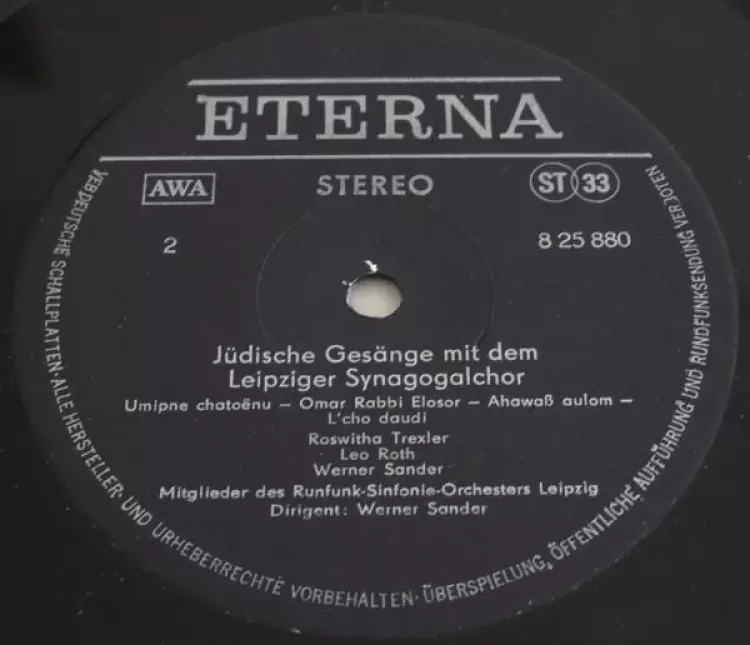 ETERNA
AWA STEREO ST 33
2 8 25 880
Jüdische Gesänge mit dem
Leipziger Synagogalchor
Umipne chatoënu – Omar Rabbi Elosor – Ahawaß aulom –
L'cho daudi
Roswitha Trexler
Leo Roth
Werner Sander
Mitglieder des Runfunk-Sinfonie-Orchesters Leipzig
Dirigent: Werner Sander
VEB DEUTSCHE SCHALLPLATTEN · ALLE HERSTELLER- UND URHEBERRECHTE VORBEHALTEN · ÜBERSPIELUNG, ÖFFENTLICHE AUFFÜHRUNG UND RUNDFUNKSENDUNG VERBOTEN